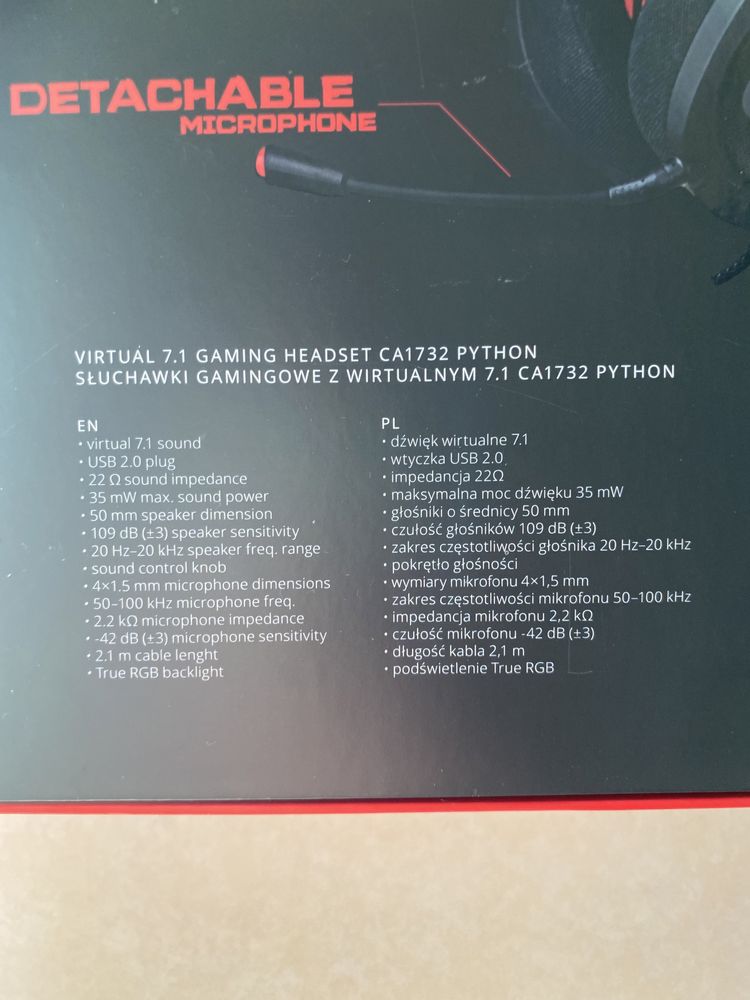 DETACHABLE
MICROPHONE
VIRTUAL 7.1 GAMING HEADSET CA1732 PYTHON
SŁUCHAWKI GAMINGOWE Z WIRTUALNYM 7.1 CA1732 PYTHON
EN
• virtual 7.1 sound
• USB 2.0 plug
• 22 Ω sound impedance
• 35 mW max. sound power
• 50 mm speaker dimension
• 109 dB (±3) speaker sensitivity
• 20 Hz–20 kHz speaker freq. range
• sound control knob
• 4×1.5 mm microphone dimensions
• 50–100 kHz microphone freq.
• 2.2 kΩ microphone impedance
• -42 dB (±3) microphone sensitivity
• 2.1 m cable lenght
• True RGB backlight
PL
• dźwięk wirtualne 7.1
• wtyczka USB 2.0
• impedancja 22Ω
• maksymalna moc dźwięku 35 mW
• głośniki o średnicy 50 mm
• czułość głośników 109 dB (±3)
• zakres częstotliwości głośnika 20 Hz–20 kHz
• pokrętło głośności
• wymiary mikrofonu 4×1,5 mm
• zakres częstotliwości mikrofonu 50–100 kHz
• impedancja mikrofonu 2,2 kΩ
• czułość mikrofonu -42 dB (±3)
• długość kabla 2,1 m
• podświetlenie True RGB